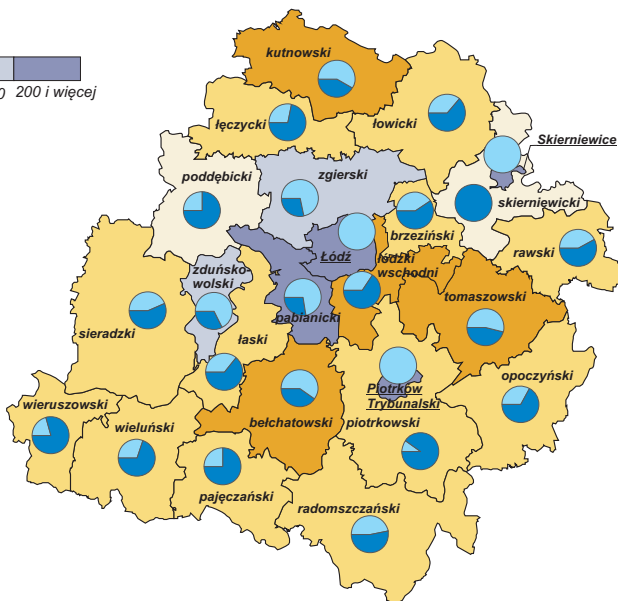 0 200 i więcej
kutnowski
łęczycki
łowicki
Skierniewice
poddębicki
zgierski
skierniewicki
brzeziński
Łódź
rawski
łódzki
wschodni
zduńsko-
wolski
tomaszowski
pabianicki
sieradzki
łaski
opoczyński
Piotrków
Trybunalski
wieruszowski
bełchatowski
piotrkowski
wieluński
pajęczański
radomszczański